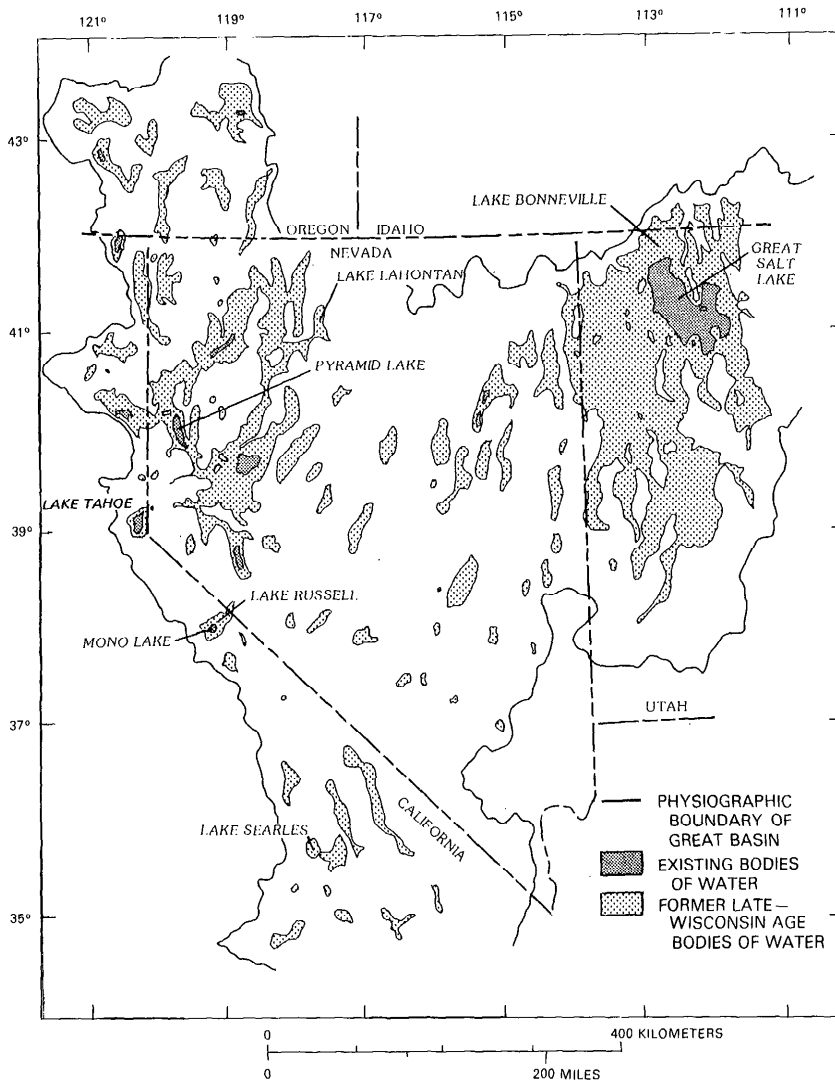 121° 119° 117° 115° 113° 111°
43°
LAKE BONNEVILLE
OREGON IDAHO
NEVADA
GREAT
SALT
LAKE
LAKE LAHONTAN
41°
PYRAMID LAKE
LAKE TAHOE
39°
LAKE RUSSELL
MONO LAKE
37°
UTAH
CALIFORNIA
LAKE SEARLES
35°
PHYSIOGRAPHIC
BOUNDARY OF
GREAT BASIN
EXISTING BODIES
OF WATER
FORMER LATE—
WISCONSIN AGE
BODIES OF WATER
0 400 KILOMETERS
0 200 MILES